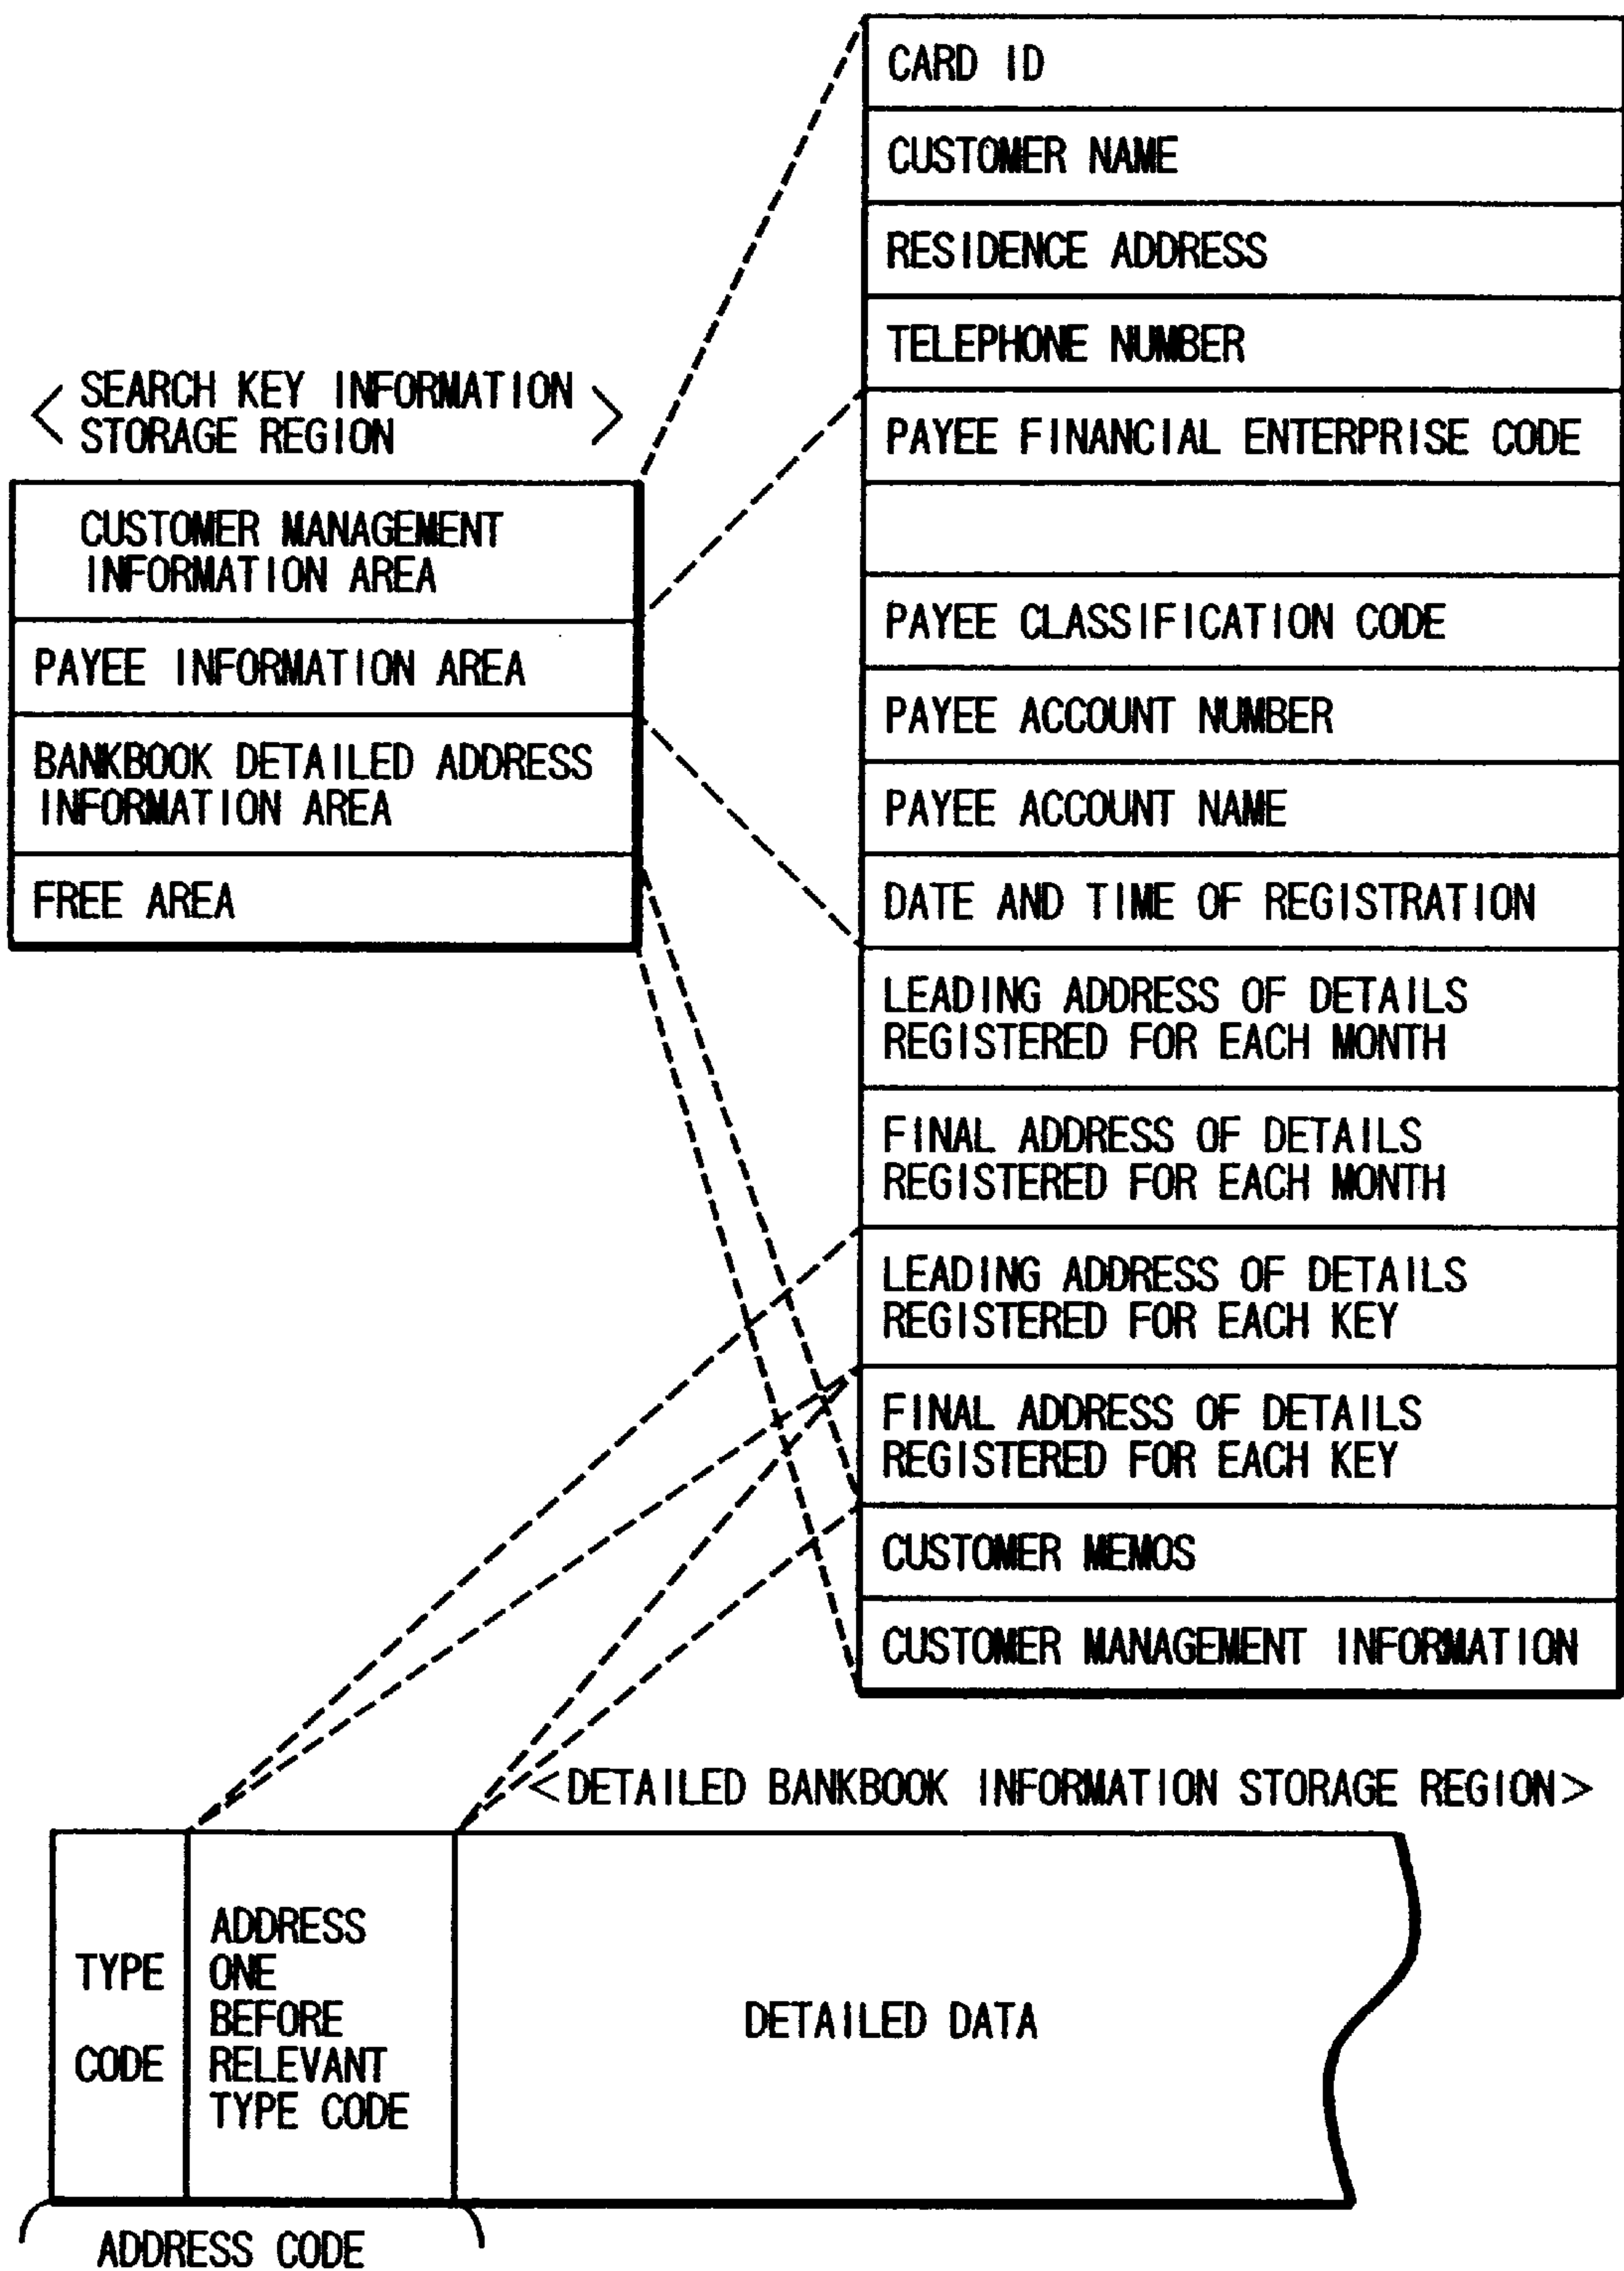 CARD ID
CUSTOMER NAME
RESIDENCE ADDRESS
TELEPHONE NUMBER
PAYEE FINANCIAL ENTERPRISE CODE
PAYEE CLASSIFICATION CODE
PAYEE ACCOUNT NUMBER
PAYEE ACCOUNT NAME
DATE AND TIME OF REGISTRATION
LEADING ADDRESS OF DETAILS
REGISTERED FOR EACH MONTH
FINAL ADDRESS OF DETAILS
REGISTERED FOR EACH MONTH
LEADING ADDRESS OF DETAILS
REGISTERED FOR EACH KEY
FINAL ADDRESS OF DETAILS
REGISTERED FOR EACH KEY
CUSTOMER MEMOS
CUSTOMER MANAGEMENT INFORMATION
< SEARCH KEY INFORMATION
STORAGE REGION >
CUSTOMER MANAGEMENT
INFORMATION AREA
PAYEE INFORMATION AREA
BANKBOOK DETAILED ADDRESS
INFORMATION AREA
FREE AREA
<DETAILED BANKBOOK INFORMATION STORAGE REGION>
TYPE
CODE
ADDRESS
ONE
BEFORE
RELEVANT
TYPE CODE
DETAILED DATA
ADDRESS CODE